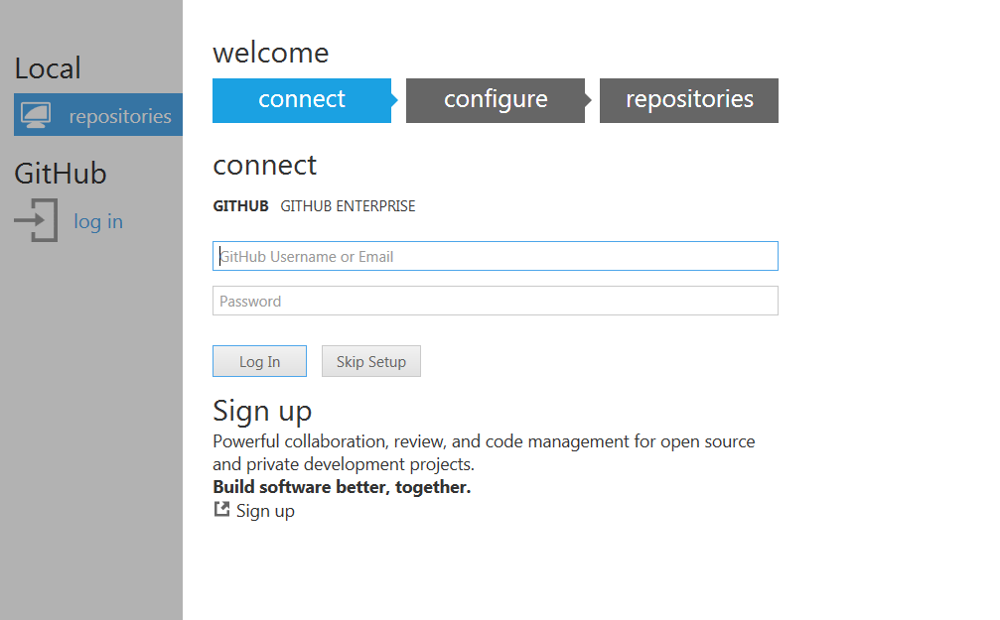 Local
repositories
GitHub
log in
welcome
connect
configure
repositories
connect
GITHUB GITHUB ENTERPRISE
GitHub Username or Email
Password
Log In
Skip Setup
Sign up
Powerful collaboration, review, and code management for open source
and private development projects.
Build software better, together.
Sign up